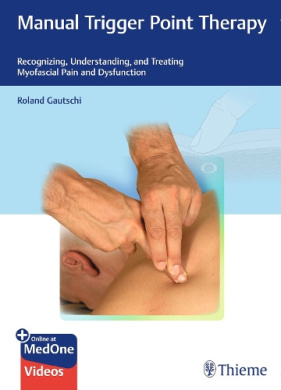 Manual Trigger Point Therapy
Recognizing, Understanding, and Treating
Myofascial Pain and Dysfunction
Roland Gautschi
+ Online at
MedOne
Videos
Thieme